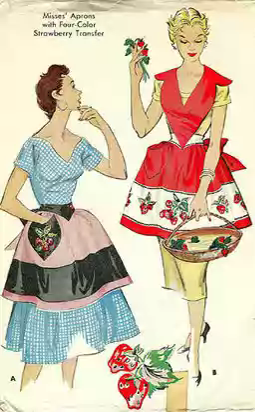 Misses' Aprons
with Four-Color
Strawberry Transfer
A
B